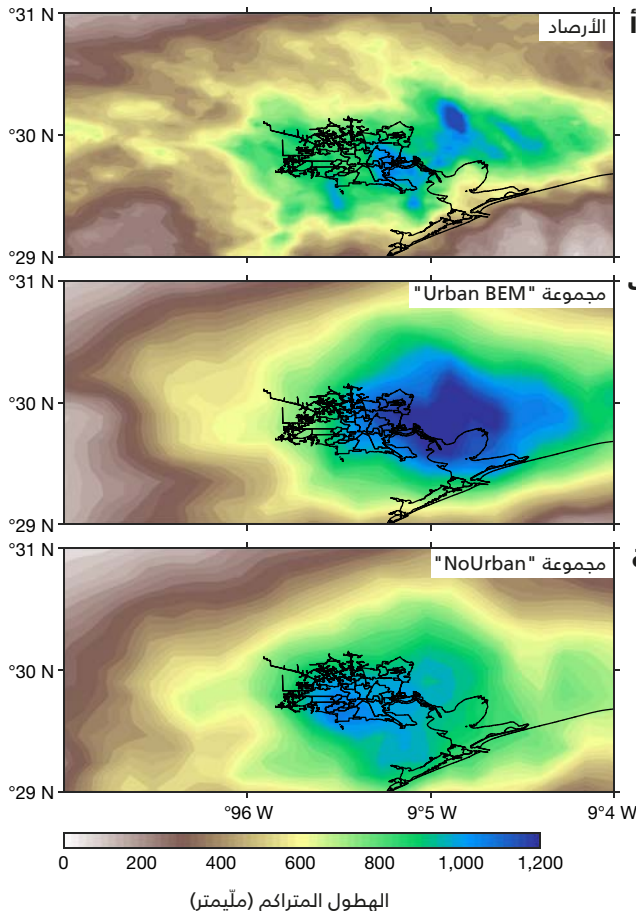 °31 N
أ
الأرصاد
°30 N
°29 N
°31 N
مجموعة "Urban BEM"
°30 N
°29 N
°31 N
مجموعة "NoUrban"
°30 N
°29 N
°96 W
9°5 W
9°4 W
0 200 400 600 800 1,000 1,200
الهطول المتراكم (ملّيمتر)